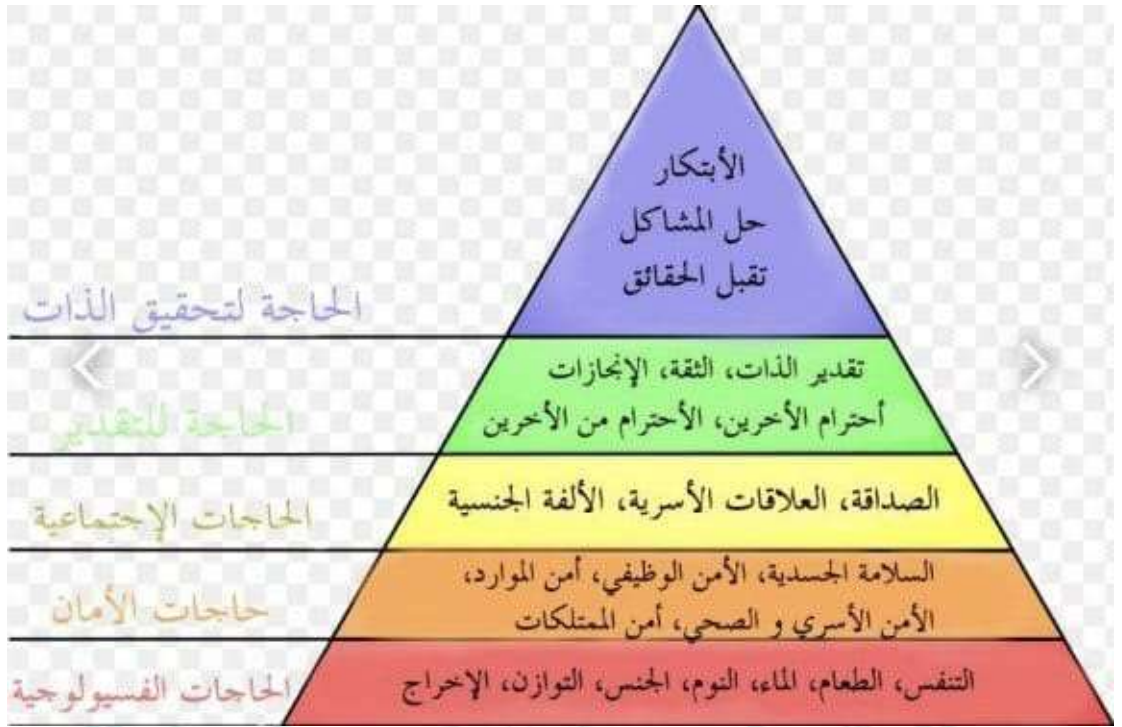 الأبتكار
حل المشاكل
تقبل الحقائق
الحاجة لتحقيق الذات
تقدير الذات، الثقة، الإنجازات
أحترام الأخرين، الأحترام من الأخرين
الحاجة للتقدير
الصداقة، العلاقات الأسرية، الألفة الجنسية
الحاجات الإجتماعية
السلامة الجسدية، الأمن الوظيفي، أمن الموارد،
الأمن الأسري و الصحي، أمن الممتلكات
حاجات الأمان
التنفس، الطعام، الماء، النوم، الجنس، التوازن، الإخراج
الحاجات الفسيولوجية